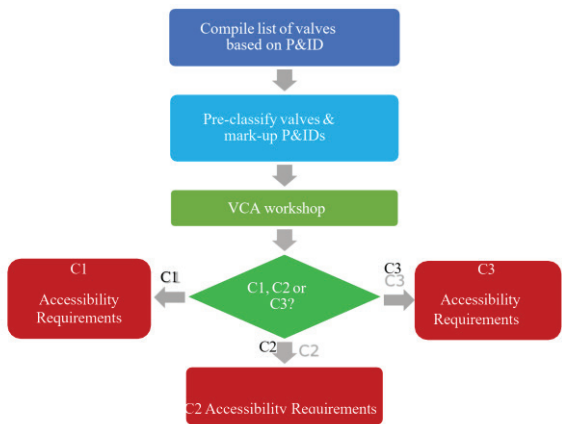 Compile list of valves
based on P&ID
Pre-classify valves &
mark-up P&IDs
VCA workshop
C1
Accessibility
Requirements
C1
C1, C2 or
C3?
C3
C3
C3
Accessibility
Requirements
C2
C2
C2 Accessibility Requirements